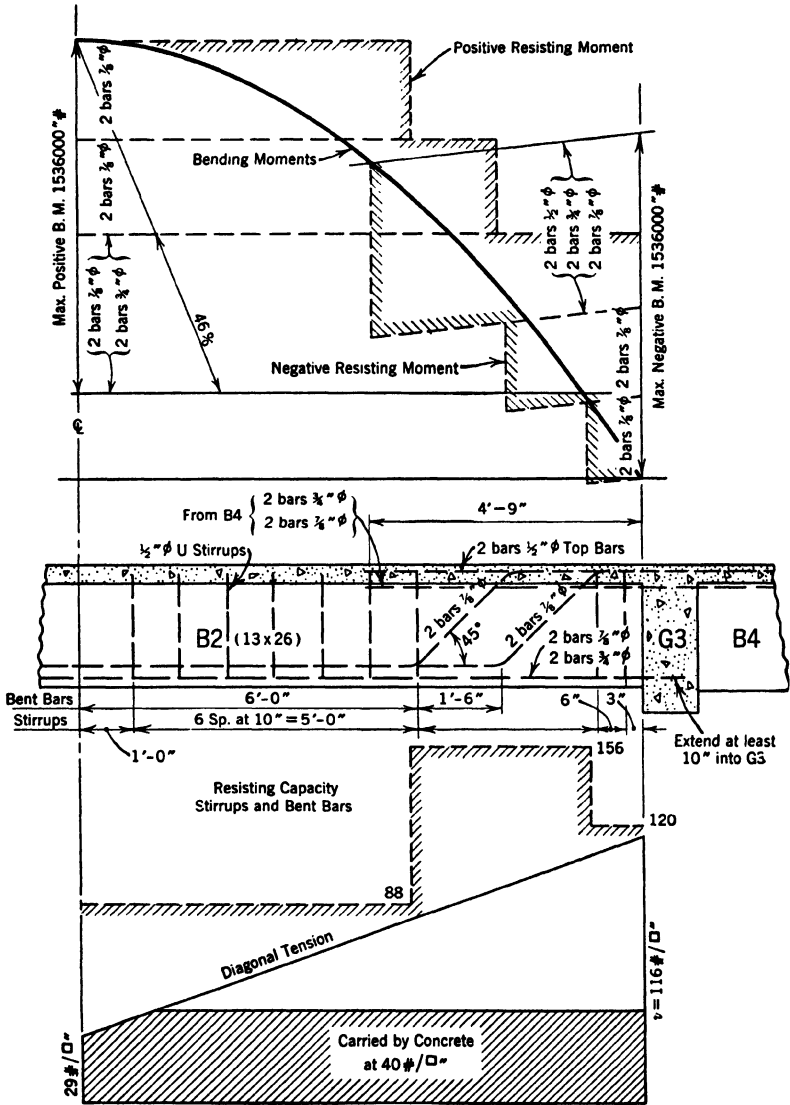 Positive Resisting Moment
2 bars ⅞"φ
2 bars ⅞"φ
2 bars ⅞"φ
2 bars ¾"φ
Max. Positive B. M. 1536000"#
Bending Moments
46%
2 bars ½"φ
2 bars ¾"φ
2 bars ⅞"φ
Negative Resisting Moment
2 bars ⅞"φ
2 bars ⅞"φ
Max. Negative B. M. 1536000"#
℄
From B4
2 bars ¾"φ
2 bars ⅞"φ
4'-9"
½"φ U Stirrups
2 bars ½"φ Top Bars
B2 (13x26)
2 bars ⅞"φ
45°
2 bars ⅞"φ
2 bars ⅞"φ
2 bars ¾"φ
G3
B4
Bent Bars
6'-0"
1'-6"
6"
3"
Stirrups
6 Sp. at 10" = 5'-0"
1'-0"
Extend at least
10" into G3
Resisting Capacity
Stirrups and Bent Bars
156
120
88
Diagonal Tension
v = 116#/□"
29#/□"
Carried by Concrete
at 40#/□"